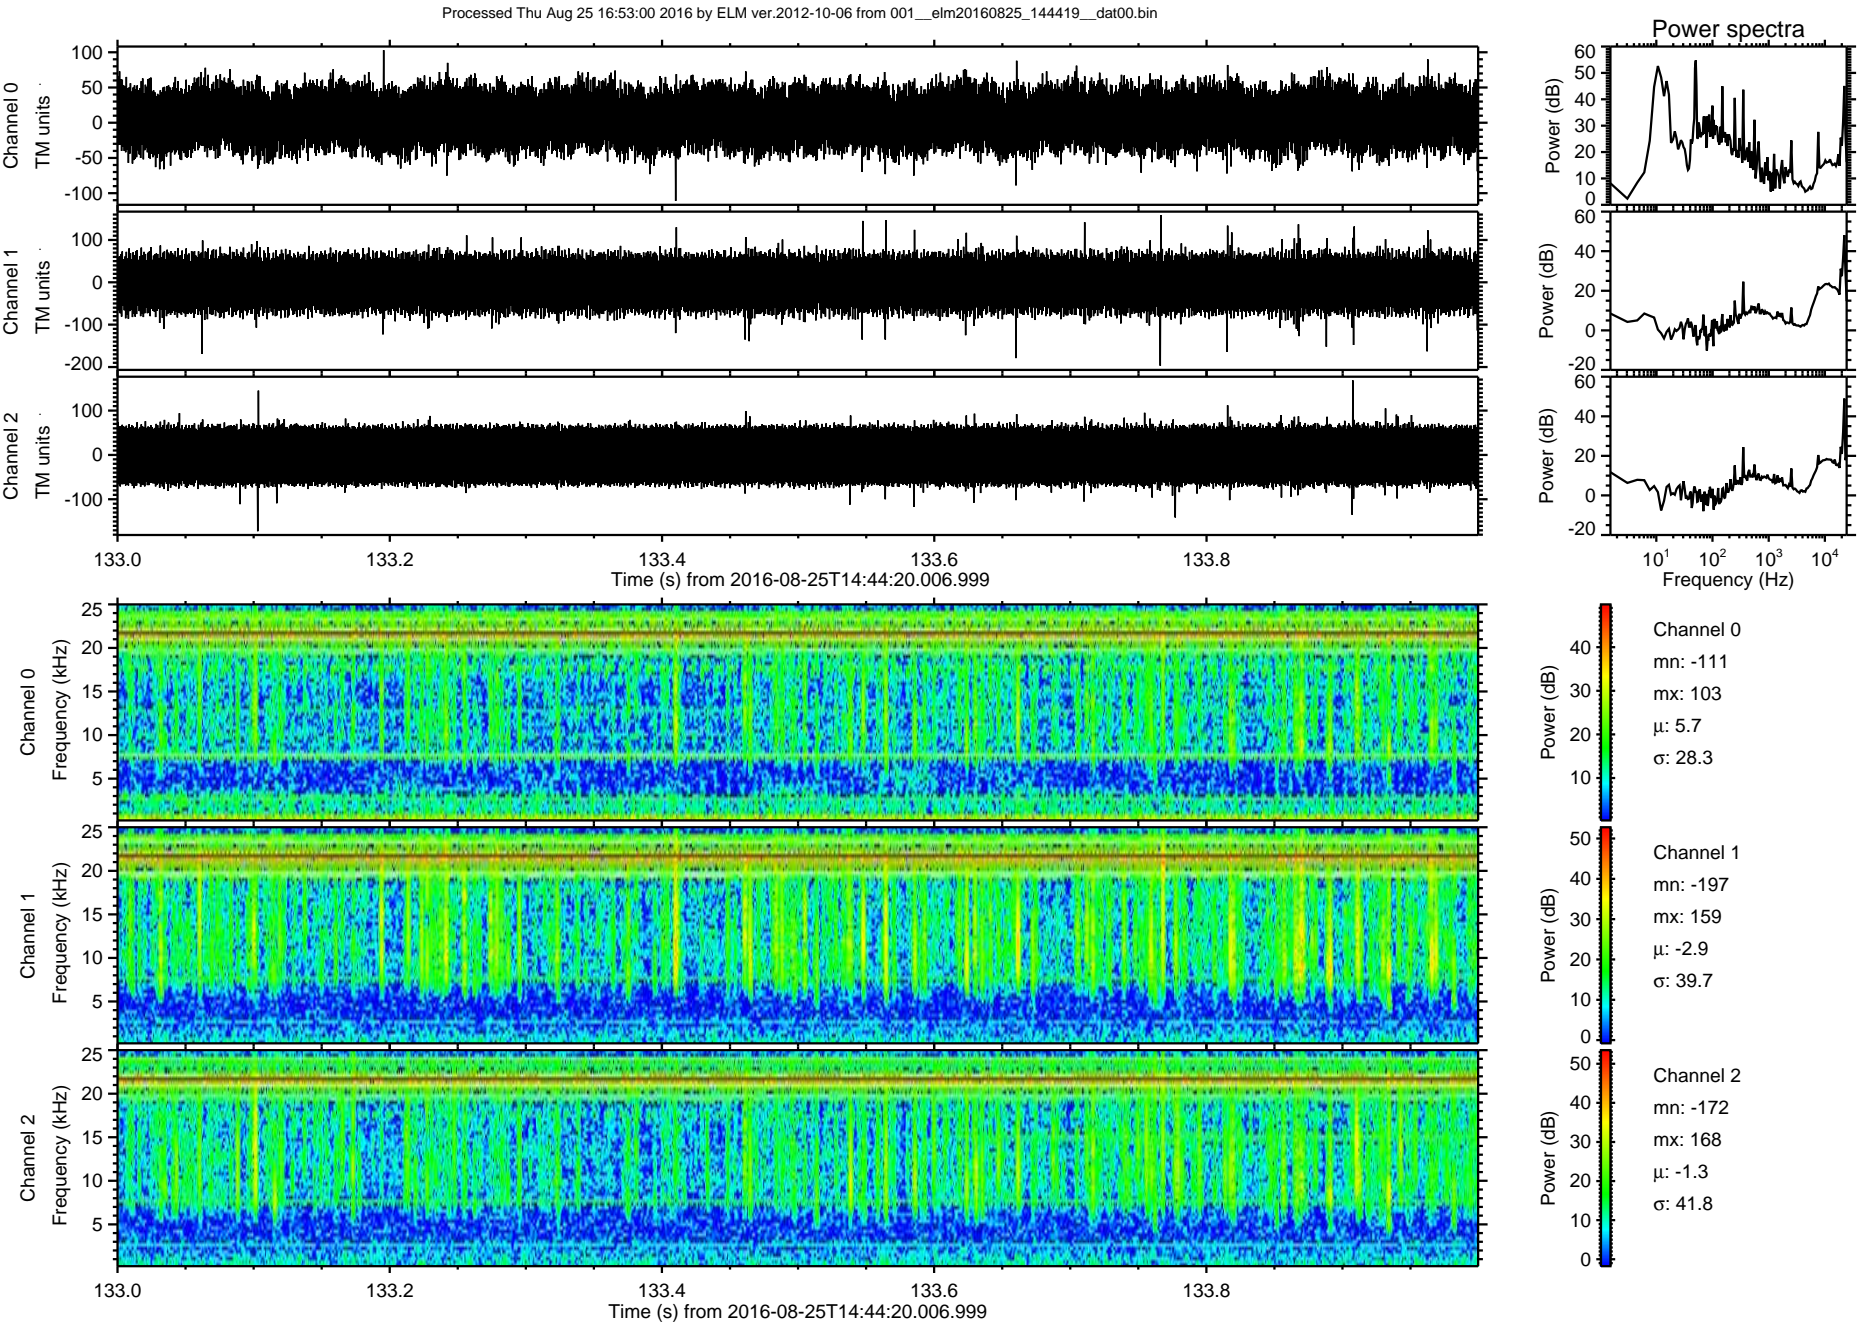 Processed Thu Aug 25 16:53:00 2016 by ELM ver.2012-10-06 from 001__elm20160825_144419__dat00.bin
Power spectra
Channel 0
TM units
100
50
0
-50
-100
Power (dB)
60
50
40
30
20
10
0
Channel 1
TM units
100
0
-100
-200
Power (dB)
60
40
20
0
-20
Channel 2
TM units
100
0
-100
Power (dB)
60
40
20
0
-20
133.0 133.2 133.4 133.6 133.8
Time (s) from 2016-08-25T14:44:20.006.999
10¹ 10² 10³ 10⁴
Frequency (Hz)
Channel 0
Frequency (kHz)
25
20
15
10
5
Power (dB)
40
30
20
10
Channel 0
mn: -111
mx: 103
μ: 5.7
σ: 28.3
Channel 1
Frequency (kHz)
25
20
15
10
5
Power (dB)
50
40
30
20
10
0
Channel 1
mn: -197
mx: 159
μ: -2.9
σ: 39.7
Channel 2
Frequency (kHz)
25
20
15
10
5
Power (dB)
50
40
30
20
10
0
Channel 2
mn: -172
mx: 168
μ: -1.3
σ: 41.8
133.0 133.2 133.4 133.6 133.8
Time (s) from 2016-08-25T14:44:20.006.999